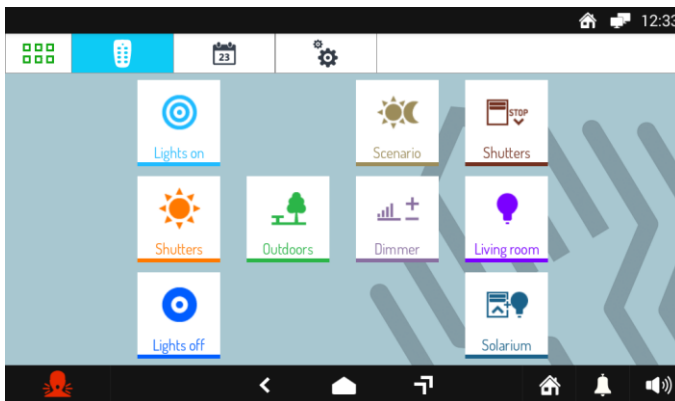 12:33
23
Lights on
Scenario
STOP
Shutters
Shutters
Outdoors
Dimmer
Living room
Lights off
Solarium